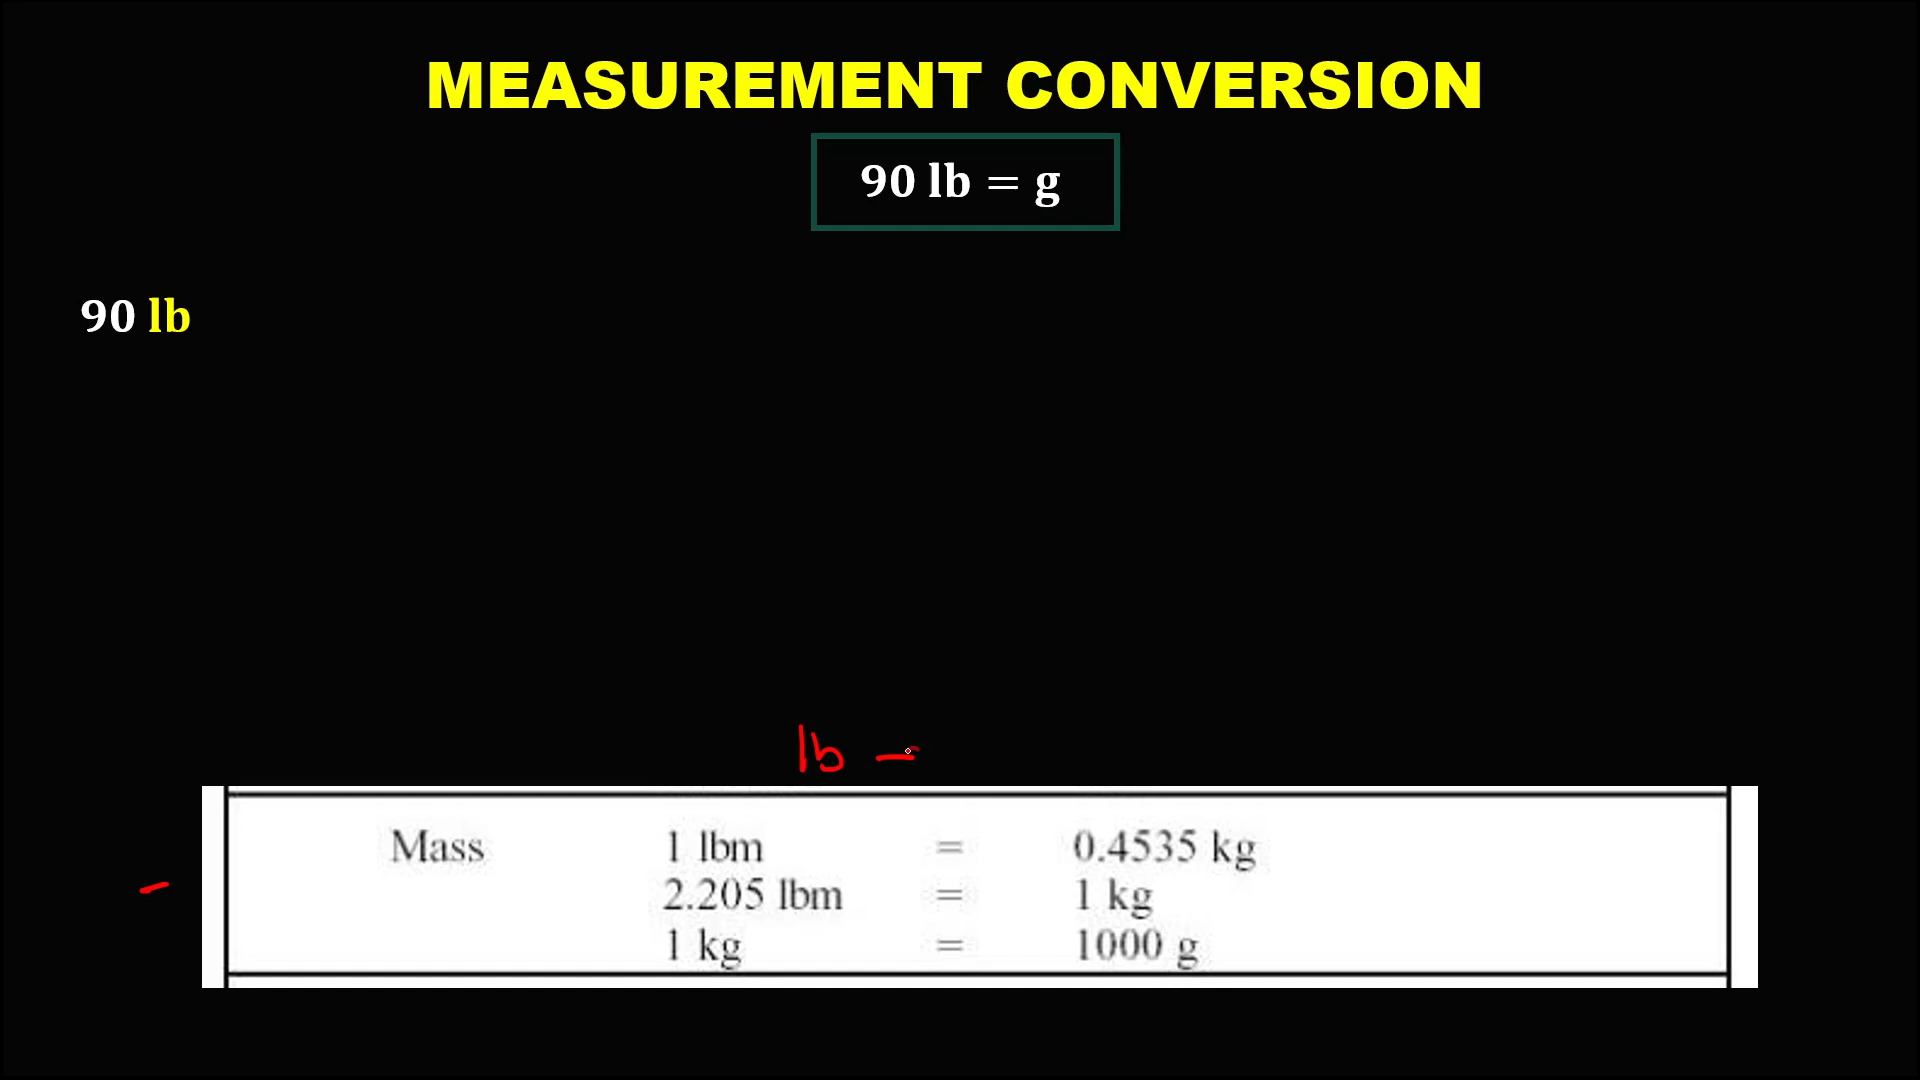 MEASUREMENT CONVERSION
90 lb = g
90 lb
lb =
Mass 1 lbm = 0.4535 kg
2.205 lbm = 1 kg
1 kg = 1000 g